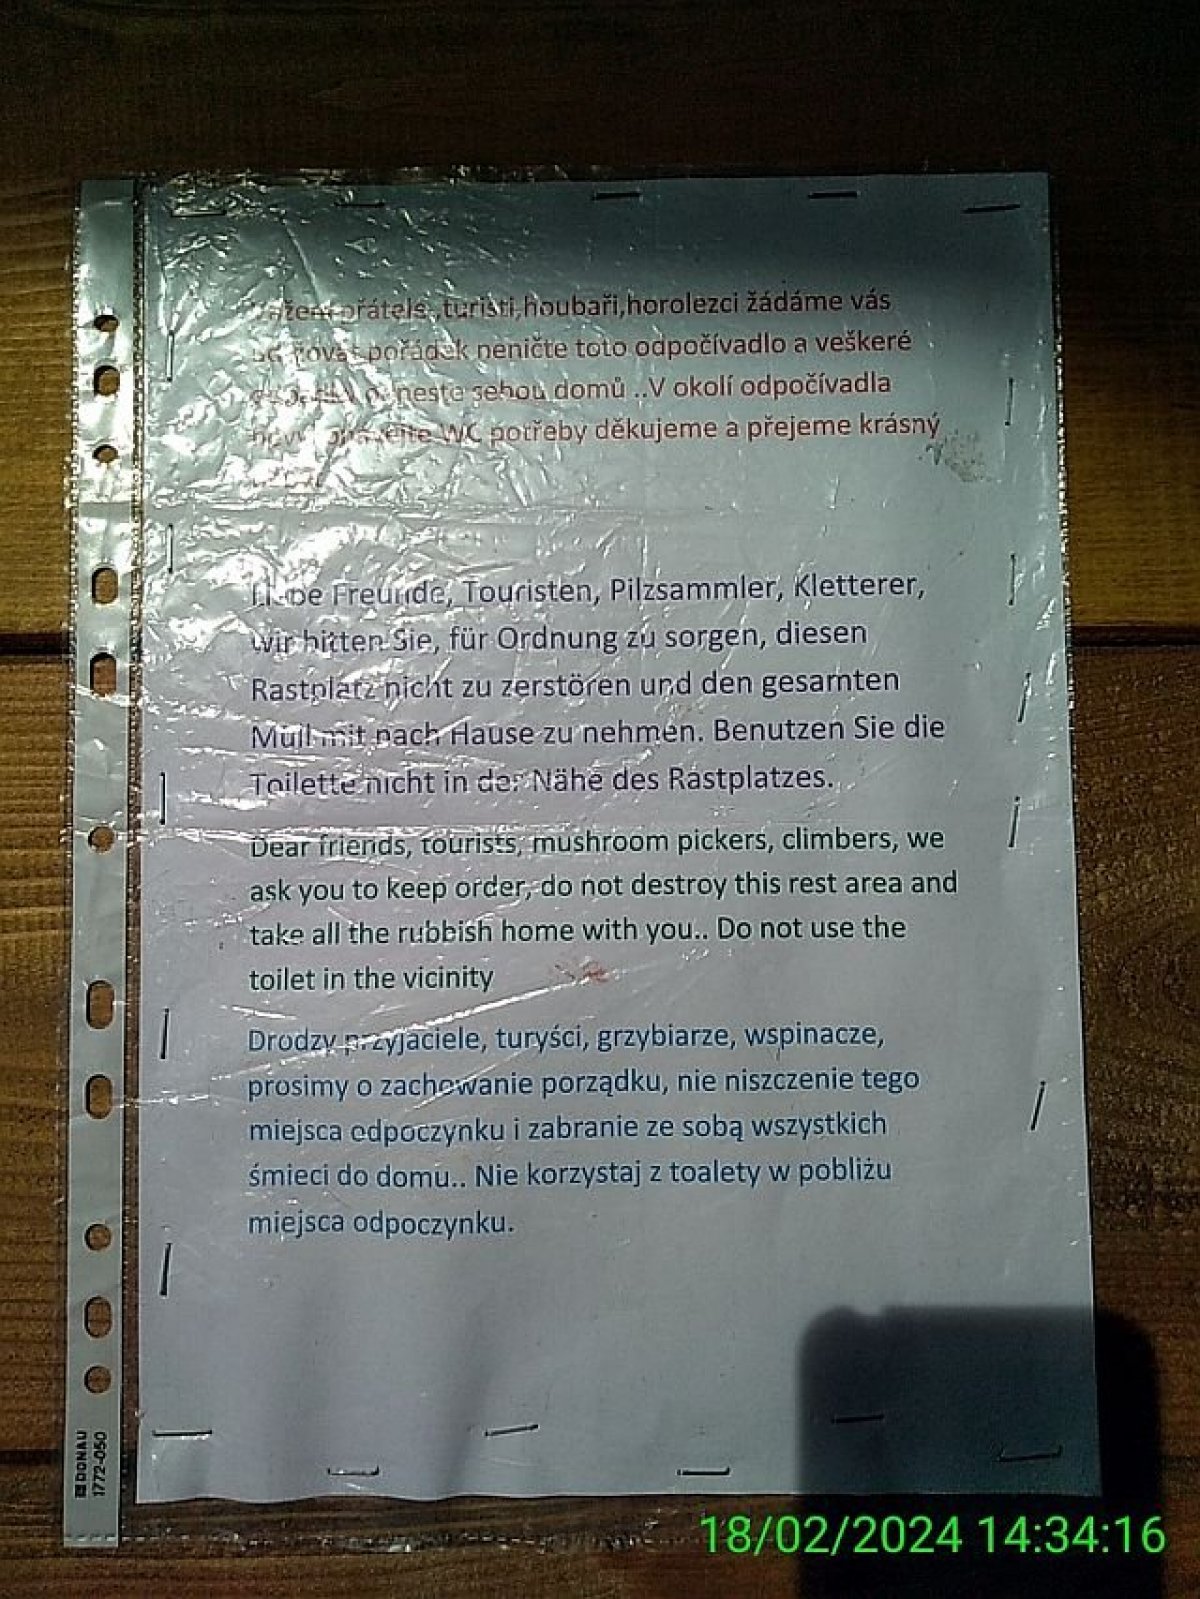 ,turisti,houbaři,horolezci žádáme vás
pořádek neničte toto odpočívadlo a veškeré
sebou domů ..V okolí odpočívadla
WC potřeby děkujeme a přejeme krásný
Liebe Freunde, Touristen, Pilzsammler, Kletterer,
wir bitten Sie, für Ordnung zu sorgen, diesen
Rastplatz nicht zu zerstören und den gesamten
Müll mit nach Hause zu nehmen. Benutzen Sie die
Toilette nicht in der Nähe des Rastplatzes.
Dear friends, tourists, mushroom pickers, climbers, we
ask you to keep order, do not destroy this rest area and
take all the rubbish home with you.. Do not use the
toilet in the vicinity
Drodzy przyjaciele, turyści, grzybiarze, wspinacze,
prosimy o zachowanie porządku, nie niszczenie tego
miejsca odpoczynku i zabranie ze sobą wszystkich
śmieci do domu.. Nie korzystaj z toalety w pobliżu
miejsca odpoczynku.
DONAU
1772-050
18/02/2024 14:34:16